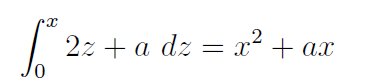 ∫₀ˣ 2z + a dz = x² + ax